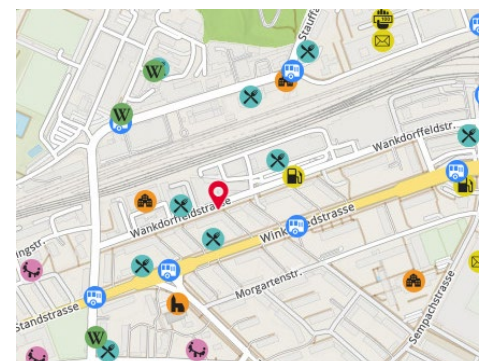 Stauffa
W
W
Wankdorffeldstr.
Wankdorffeldstrasse
Winkelriedstrasse
ngstr.
Morgartenstr.
Standstrasse
Sempachstrasse
W